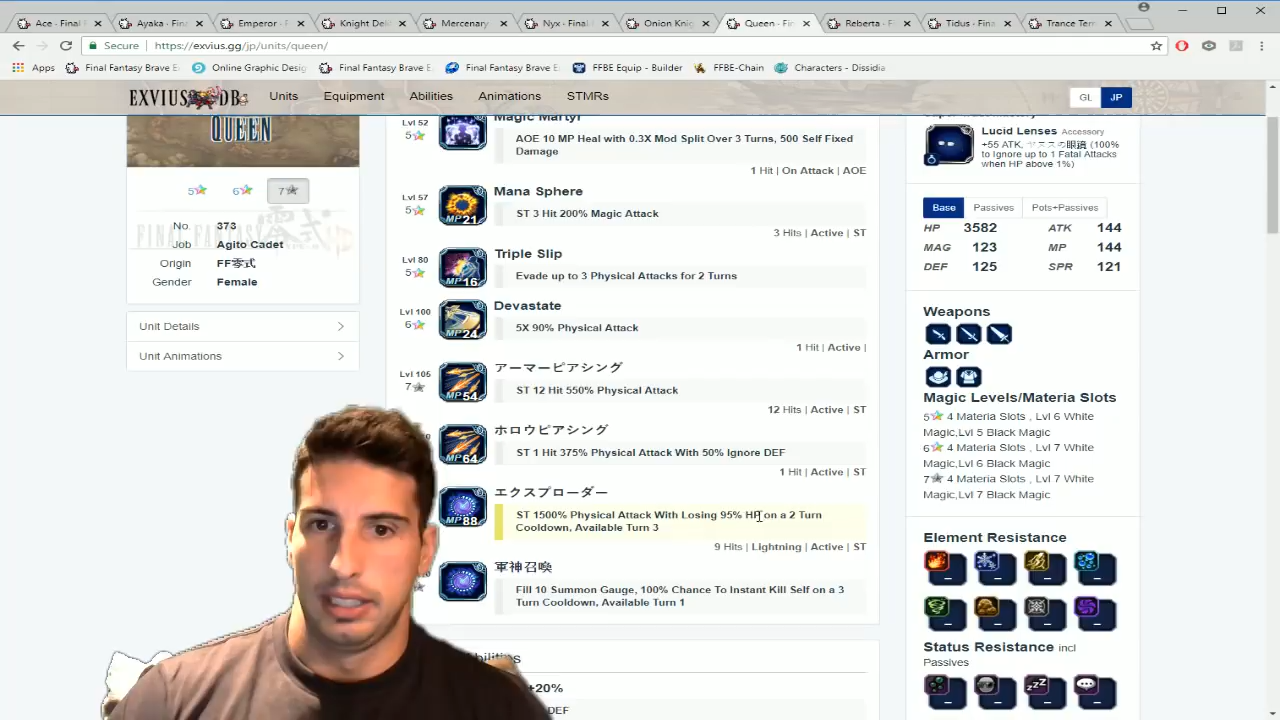 Ace - Final
Ayaka - Fina
Emperor - F
Knight Deli
Mercenary
Nyx - Final
Onion Knig
Queen - Fin
Reberta - F
Tidus - Fina
Trance Terr
Secure
https://exvius.gg/jp/units/queen/
Apps
Final Fantasy Brave E
Online Graphic Desig
Final Fantasy Brave E
Final Fantasy Brave E
FFBE Equip - Builder
FFBE-Chain
Characters - Dissidia
EXVIUS DB
Units
Equipment
Abilities
Animations
STMRs
GL
JP
QUEEN
5
6
7
No. 373
Job Agito Cadet
Origin FF零式
Gender Female
Unit Details
Unit Animations
Lvl 52
5
Magic Martyr
AOE 10 MP Heal with 0.3X Mod Split Over 3 Turns, 500 Self Fixed
Damage
1 Hit | On Attack | AOE
Lvl 57
5
MP21
Mana Sphere
ST 3 Hit 200% Magic Attack
3 Hits | Active | ST
Lvl 80
5
MP16
Triple Slip
Evade up to 3 Physical Attacks for 2 Turns
Lvl 100
6
MP24
Devastate
5X 90% Physical Attack
1 Hit | Active |
Lvl 105
7
MP54
アーマーピアシング
ST 12 Hit 550% Physical Attack
12 Hits | Active | ST
MP64
ホロウピアシング
ST 1 Hit 375% Physical Attack With 50% Ignore DEF
1 Hit | Active | ST
MP88
エクスプローダー
ST 1500% Physical Attack With Losing 95% HP on a 2 Turn
Cooldown, Available Turn 3
9 Hits | Lightning | Active | ST
軍神召喚
Fill 10 Summon Gauge, 100% Chance To Instant Kill Self on a 3
Turn Cooldown, Available Turn 1
+20%
DEF
Lucid Lenses Accessory
+55 ATK, (100%
to Ignore up to 1 Fatal Attacks
when HP above 1%)
Base
Passives
Pots+Passives
HP 3582 ATK 144
MAG 123 MP 144
DEF 125 SPR 121
Weapons
Armor
Magic Levels/Materia Slots
5 4 Materia Slots , Lvl 6 White
Magic,Lvl 5 Black Magic
6 4 Materia Slots , Lvl 7 White
Magic,Lvl 6 Black Magic
7 4 Materia Slots , Lvl 7 White
Magic,Lvl 7 Black Magic
Element Resistance
Status Resistance incl
Passives